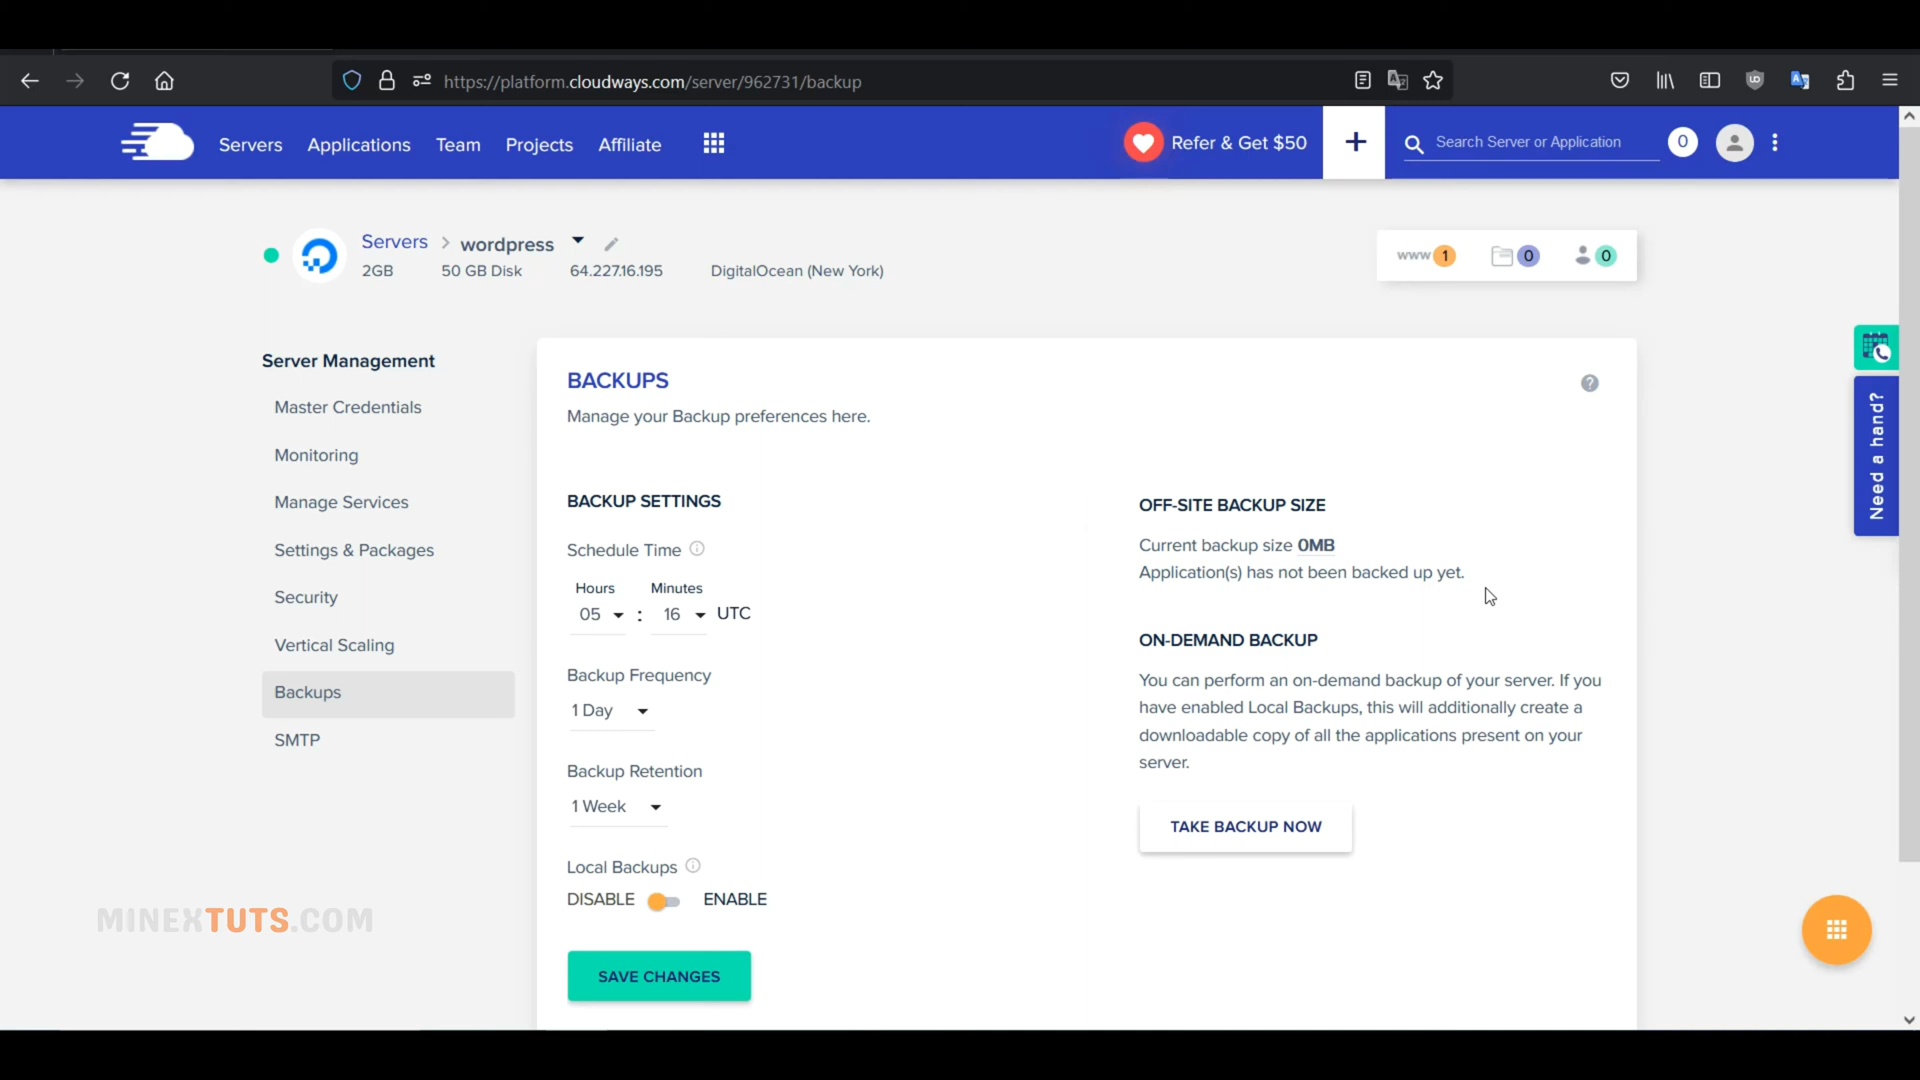 https://platform.cloudways.com/server/962731/backup
Servers Applications Team Projects Affiliate Refer & Get $50 + Search Server or Application 0
Servers > wordpress
2GB 50 GB Disk 64.227.16.195 DigitalOcean (New York)
www 1 0 0
Server Management
Master Credentials
Monitoring
Manage Services
Settings & Packages
Security
Vertical Scaling
Backups
SMTP
BACKUPS
Manage your Backup preferences here.
BACKUP SETTINGS
Schedule Time
Hours Minutes
05 : 16 UTC
Backup Frequency
1 Day
Backup Retention
1 Week
Local Backups
DISABLE ENABLE
SAVE CHANGES
OFF-SITE BACKUP SIZE
Current backup size 0MB
Application(s) has not been backed up yet.
ON-DEMAND BACKUP
You can perform an on-demand backup of your server. If you
have enabled Local Backups, this will additionally create a
downloadable copy of all the applications present on your
server.
TAKE BACKUP NOW
Need a hand?
MINEXTUTS.COM